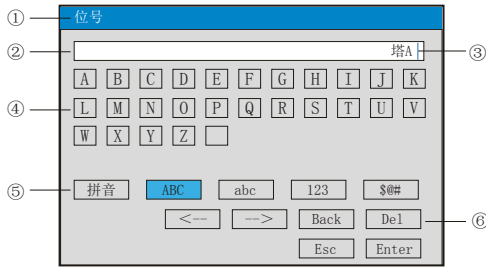 ① 位号
② 塔A ③
A B C D E F G H I J K
④ L M N O P Q R S T U V
W X Y Z
⑤ 拼音 ABC abc 123 $@#
<-- --> Back Del ⑥
Esc Enter